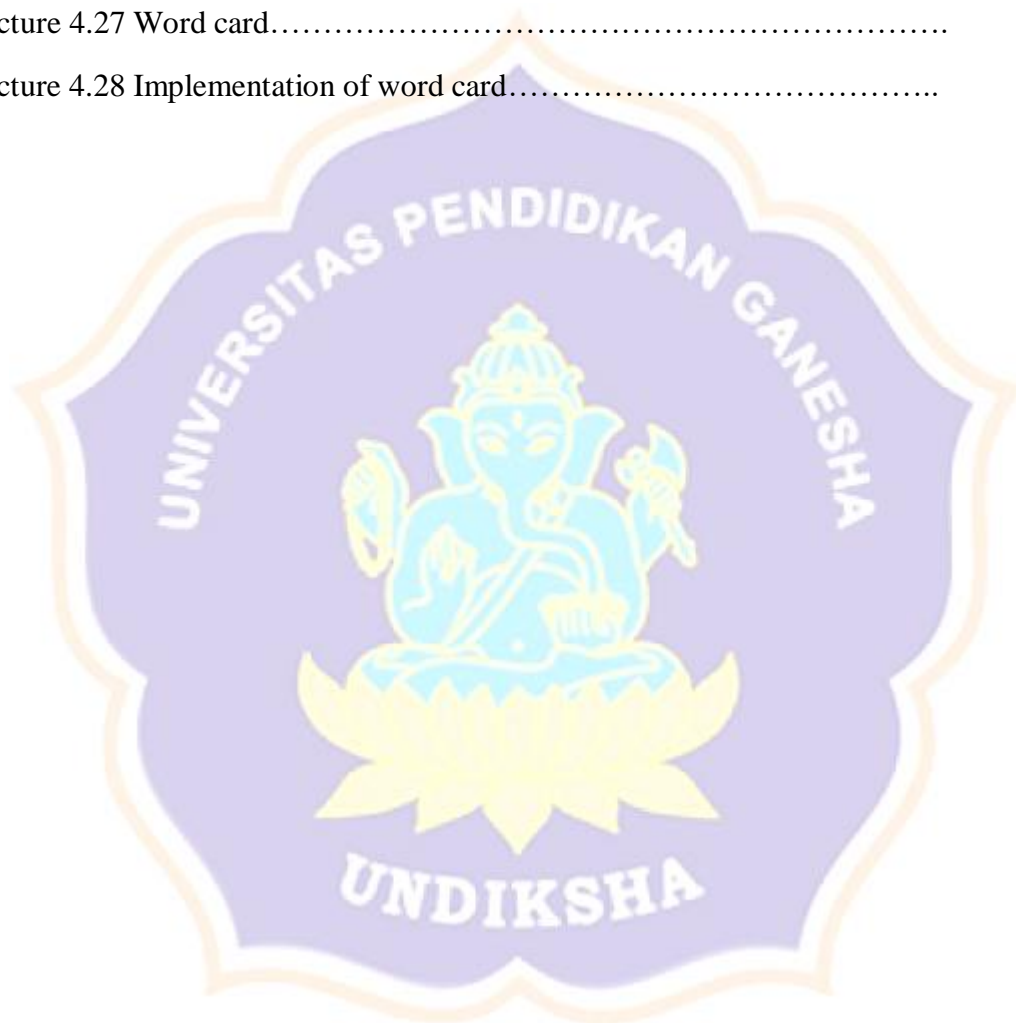 cture 4.27 Word card……………………………………………………….
cture 4.28 Implementation of word card…………………………………..
UNIVERSITAS PENDIDIKAN GANESHA
UNDIKSHA